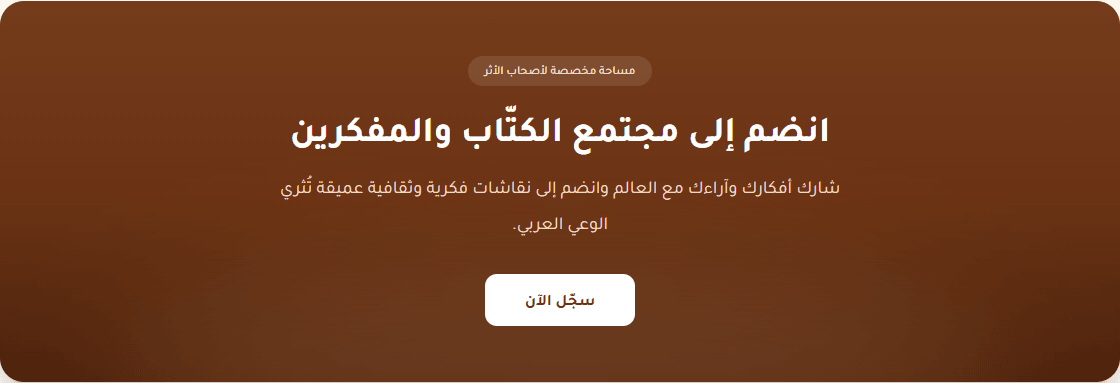 مساحة مخصصة لأصحاب الأثر
انضم إلى مجتمع الكتّاب والمفكرين
شارك أفكارك وآراءك مع العالم وانضم إلى نقاشات فكرية وثقافية عميقة تُثري
الوعي العربي.
سجّل الآن